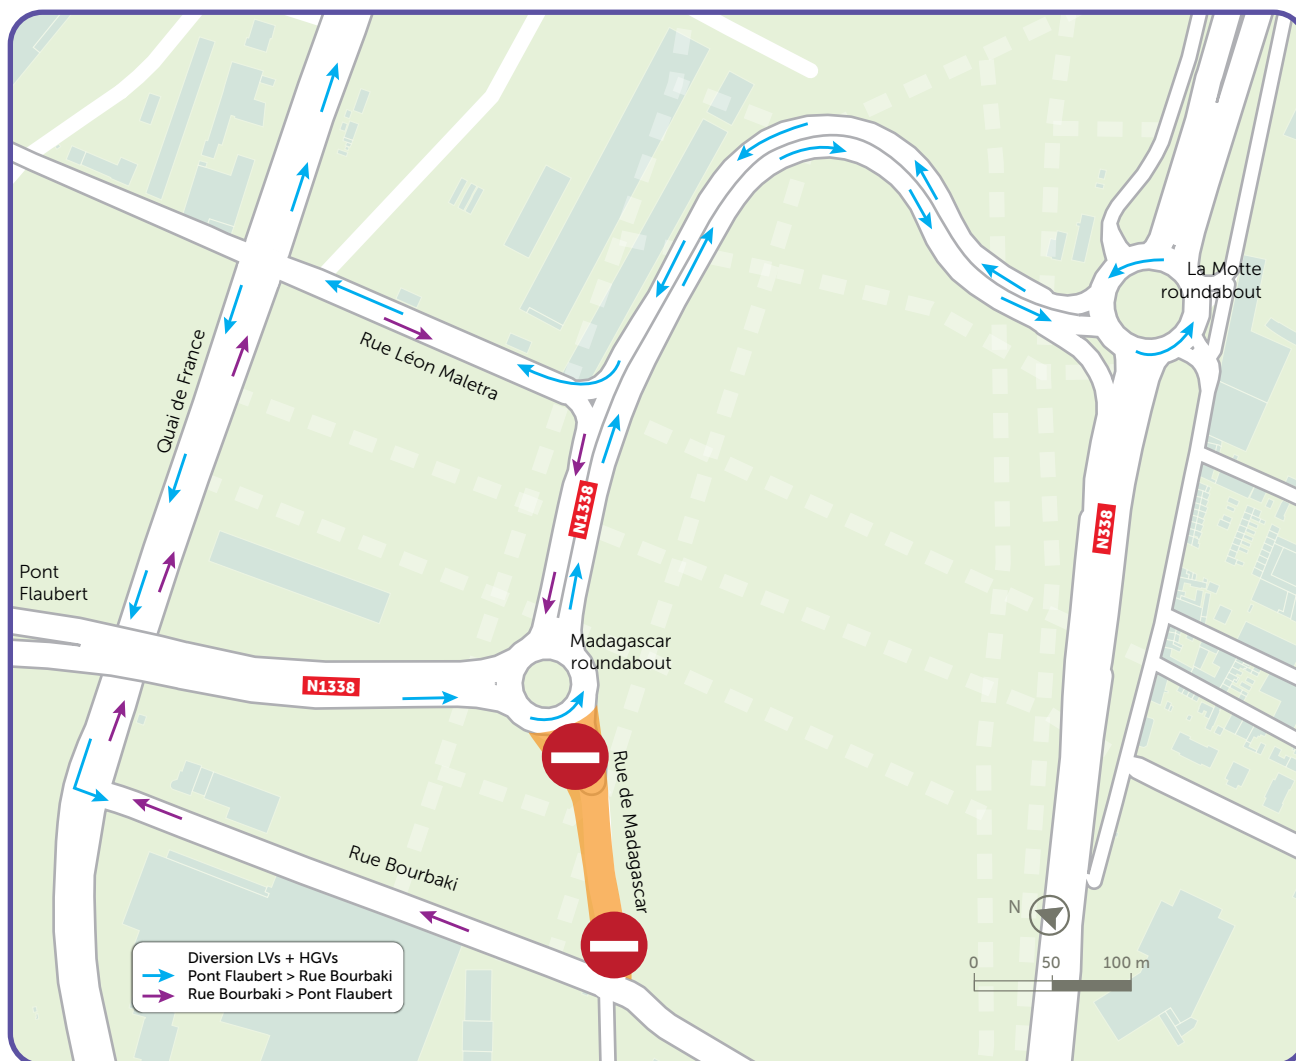 La Motte
roundabout
Rue Léon Maletra
Quai de France
N1338
N338
Pont
Flaubert
Madagascar
roundabout
N1338
Rue de Madagascar
Rue Bourbaki
N
0 50 100 m
Diversion LVs + HGVs
Pont Flaubert > Rue Bourbaki
Rue Bourbaki > Pont Flaubert